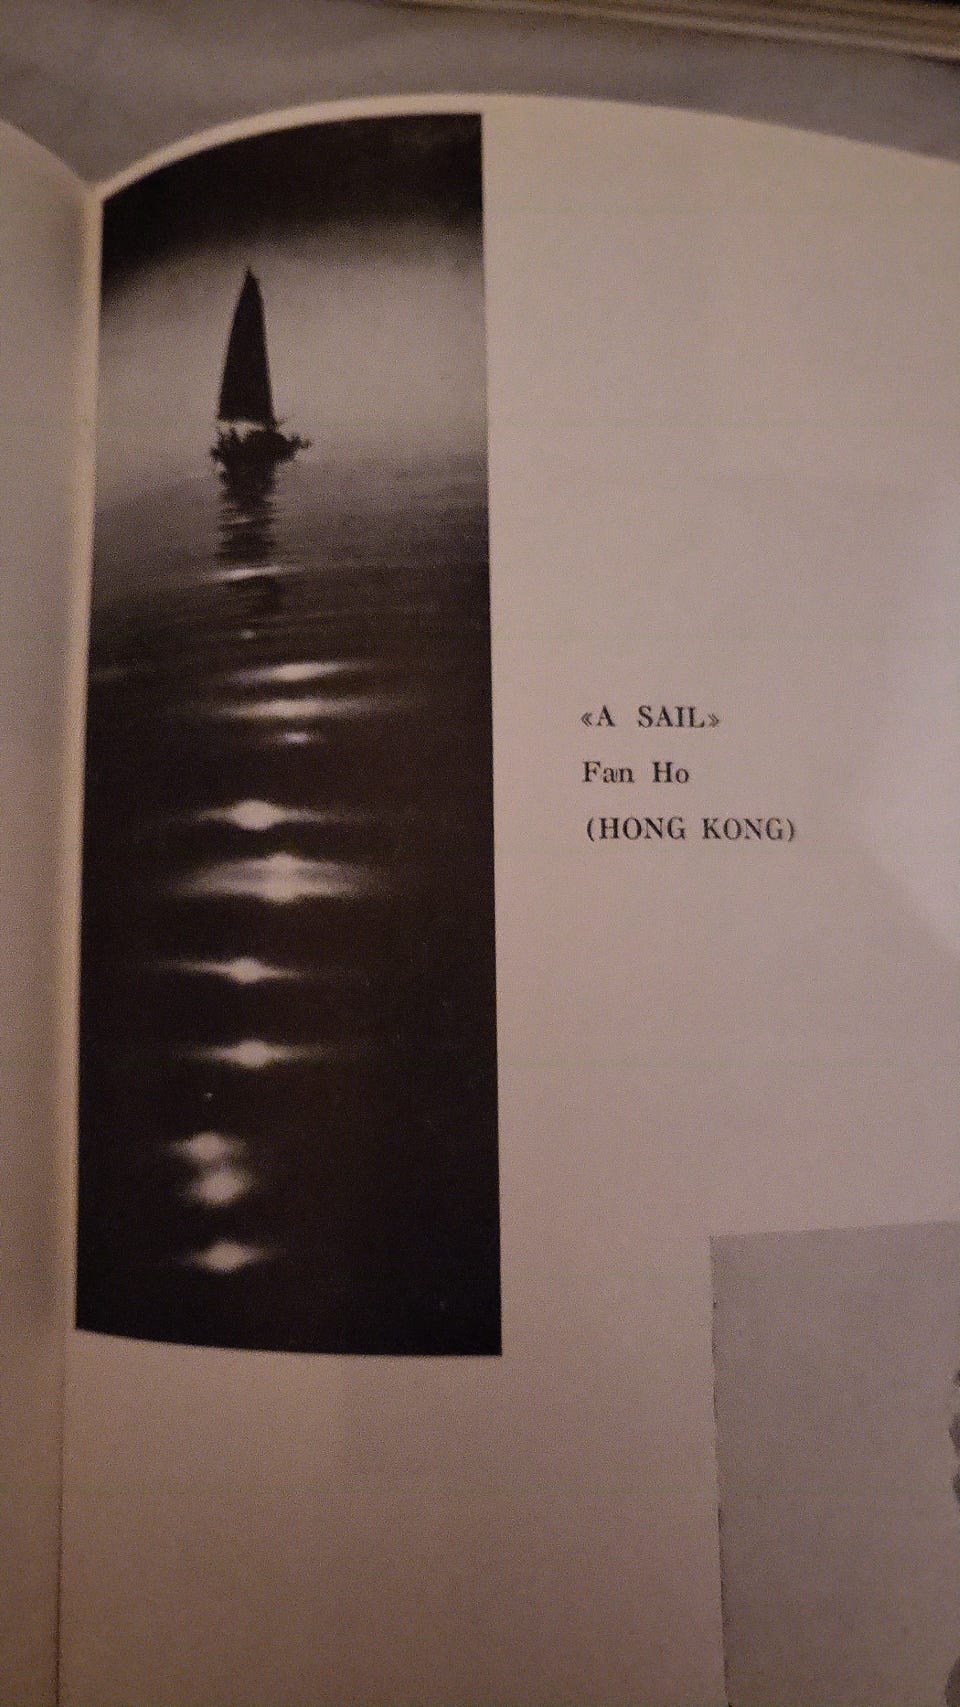 «A SAIL»
Fan Ho
(HONG KONG)